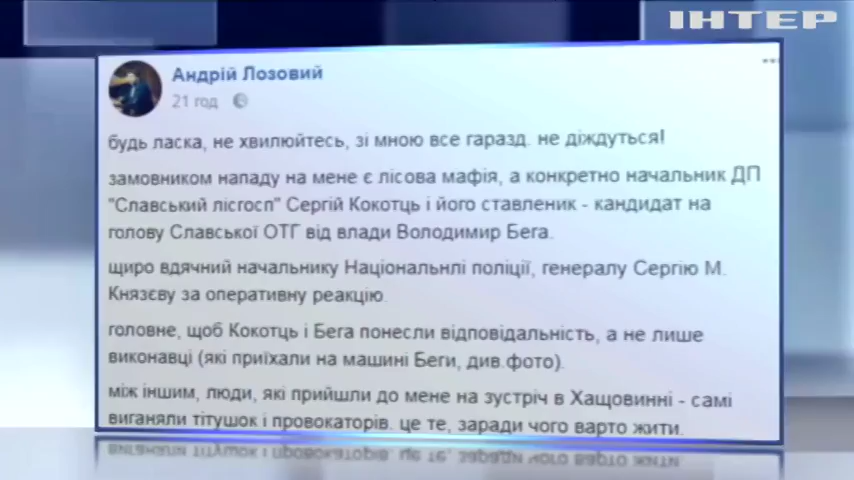 ІНТЕР
Андрій Лозовий
21 год
будь ласка, не хвилюйтесь, зі мною все гаразд. не діждуться!
замовником нападу на мене є лісова мафія, а конкретно начальник ДП
"Славський лісгосп" Сергій Кокотць і його ставленик - кандидат на
голову Славської ОТГ від влади Володимир Бега.
щиро вдячний начальнику Національнлі поліції, генералу Сергію М.
Князєву за оперативну реакцію.
головне, щоб Кокотць і Бега понесли відповідальність, а не лише
виконавці (які приїхали на машині Беги, див.фото).
між іншим, люди, які прийшли до мене на зустріч в Хащовинні - самі
виганяли тітушок і провокаторів. це те, заради чого варто жити.